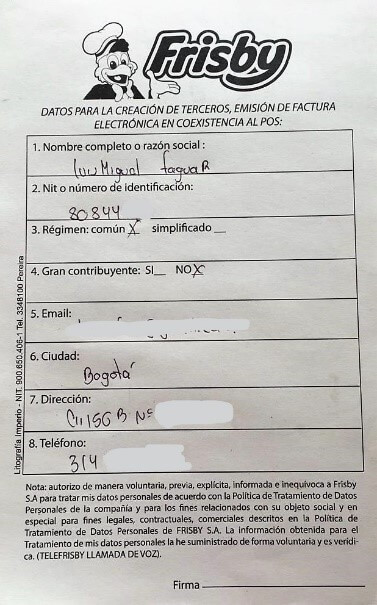 Frisby
DATOS PARA LA CREACIÓN DE TERCEROS, EMISIÓN DE FACTURA
ELECTRÓNICA EN COEXISTENCIA AL POS:
1. Nombre completo o razón social :
Luis Miguel Fagua R
2. Nit o número de identificación:
80844
3. Régimen: común X simplificado __
4. Gran contribuyente: SI__ NO X
5. Email:
6. Ciudad:
Bogotá
7. Dirección:
Cll 156 B Nº
8. Teléfono:
314
Nota: autorizo de manera voluntaria, previa, explícita, informada e inequívoca a Frisby
S.A para tratar mis datos personales de acuerdo con la Política de Tratamiento de Datos
Personales de la compañía y para los fines relacionados con su objeto social y en
especial para fines legales, contractuales, comerciales descritos en la Política de
Tratamiento de Datos Personales de FRISBY S.A. La información obtenida para el
Tratamiento de mis datos personales la he suministrado de forma voluntaria y es verídi-
ca. (TELEFRISBY LLAMADA DE VOZ).
Firma
Litografía Imperio - NIT. 900.650.406-1 Tel. 3348100 Pereira